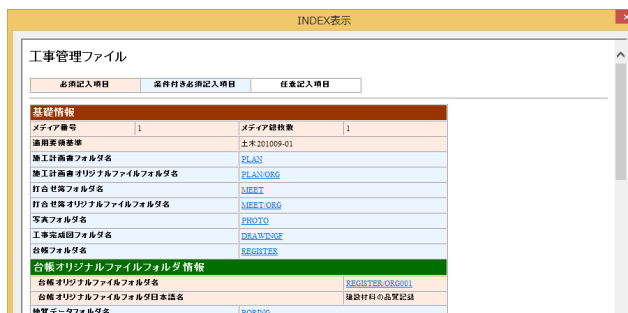 INDEX表示
工事管理ファイル
必須記入項目 条件付き必須記入項目 任意記入項目
基礎情報
メディア番号 1 メディア総枚数 1
適用要領基準 土木201009-01
施工計画書フォルダ名 PLAN
施工計画書オリジナルファイルフォルダ名 PLAN/ORG
打合せ簿フォルダ名 MEET
打合せ簿オリジナルファイルフォルダ名 MEET/ORG
写真フォルダ名 PHOTO
工事完成図フォルダ名 DRAWINGF
台帳フォルダ名 REGISTER
台帳オリジナルファイルフォルダ情報
台帳オリジナルファイルフォルダ名 REGISTER/ORG001
台帳オリジナルファイルフォルダ日本語名 建設材料の品質記録
地質データフォルダ名 BORING